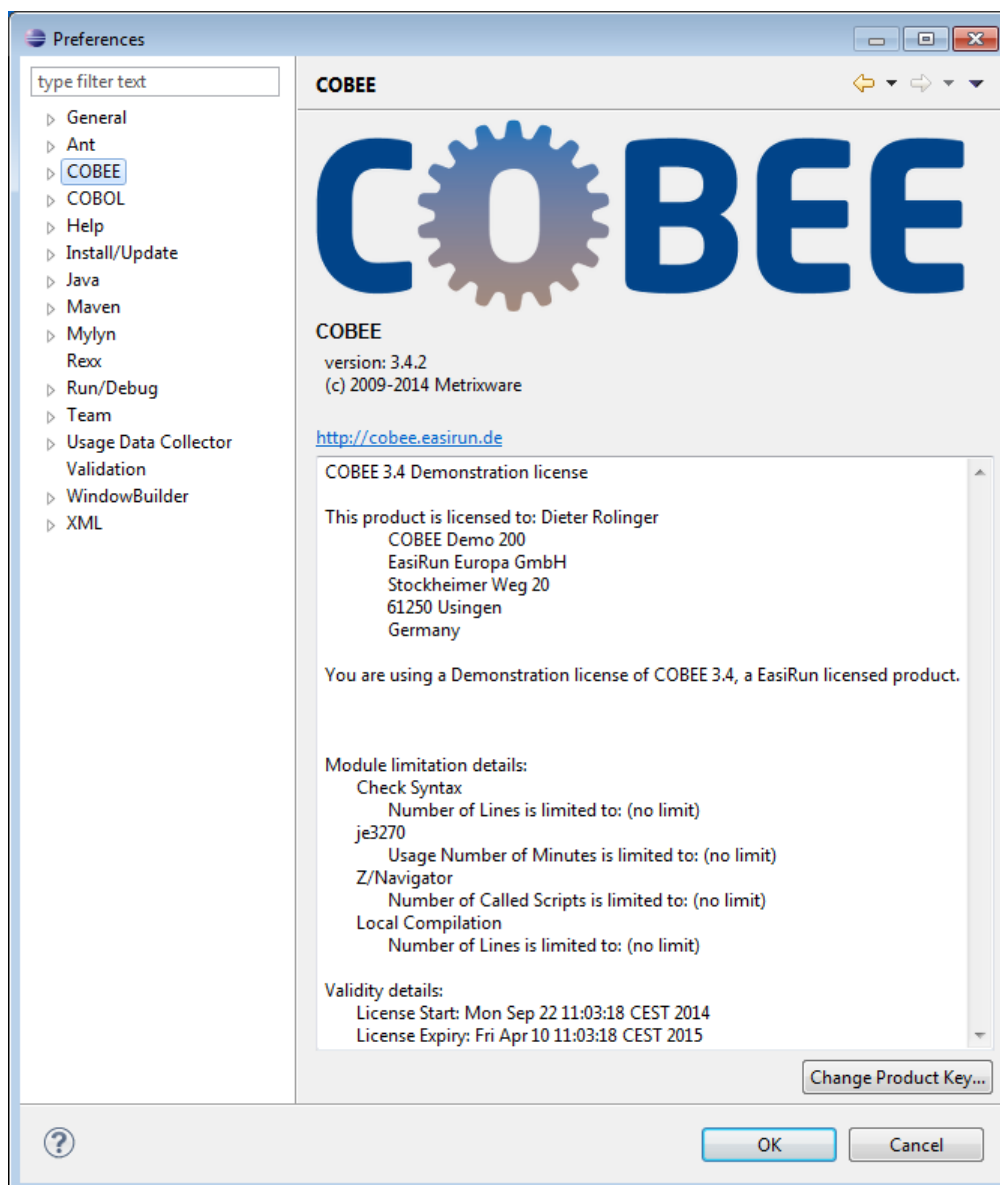 Preferences
type filter text
General
Ant
COBEE
COBOL
Help
Install/Update
Java
Maven
Mylyn
Rexx
Run/Debug
Team
Usage Data Collector
Validation
WindowBuilder
XML
COBEE
COBEE
COBEE
version: 3.4.2
(c) 2009-2014 Metrixware
http://cobee.easirun.de
COBEE 3.4 Demonstration license
This product is licensed to: Dieter Rolinger
COBEE Demo 200
EasiRun Europa GmbH
Stockheimer Weg 20
61250 Usingen
Germany
You are using a Demonstration license of COBEE 3.4, a EasiRun licensed product.
Module limitation details:
Check Syntax
Number of Lines is limited to: (no limit)
je3270
Usage Number of Minutes is limited to: (no limit)
Z/Navigator
Number of Called Scripts is limited to: (no limit)
Local Compilation
Number of Lines is limited to: (no limit)
Validity details:
License Start: Mon Sep 22 11:03:18 CEST 2014
License Expiry: Fri Apr 10 11:03:18 CEST 2015
Change Product Key...
?
OK
Cancel